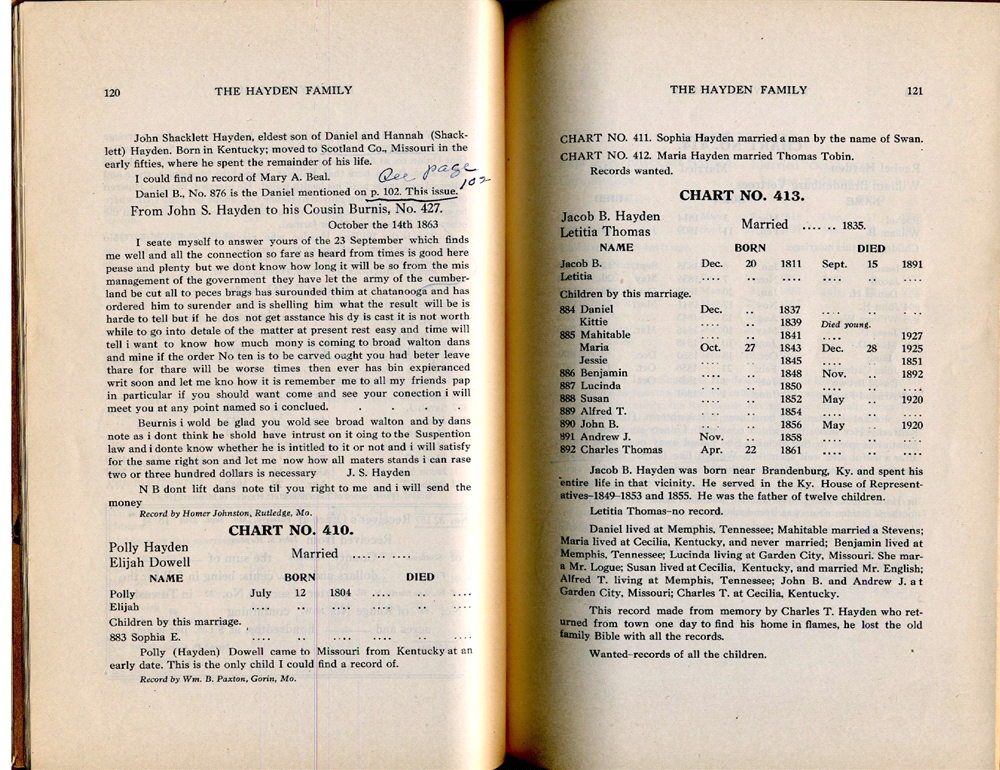 120 THE HAYDEN FAMILY
John Shacklett Hayden, eldest son of Daniel and Hannah (Shack-
lett) Hayden. Born in Kentucky; moved to Scotland Co., Missouri in the
early fifties, where he spent the remainder of his life.
I could find no record of Mary A. Beal.
See page 102
Daniel B., No. 876 is the Daniel mentioned on p. 102. This issue.
From John S. Hayden to his Cousin Burnis, No. 427.
October the 14th 1863
I seate myself to answer yours of the 23 September which finds
me well and all the connection so fare as heard from times is good here
pease and plenty but we dont know how long it will be so from the mis
management of the government they have let the army of the cumber-
land be cut all to peces brags has surounded thim at chatanooga and has
ordered him to surender and is shelling him what the result will be is
harde to tell but if he dos not get asstance his dy is cast it is not worth
while to go into detale of the matter at present rest easy and time will
tell i want to know how much mony is coming to broad walton dans
and mine if the order No ten is to be carved oaght you had beter leave
thare for thare will be worse times then ever has bin expieranced
writ soon and let me kno how it is remember me to all my friends pap
in particular if you should want come and see your conection i will
meet you at any point named so i conclued. . . . .
Beurnis i wold be glad you wold see broad walton and by dans
note as i dont think he shold have intrust on it oing to the Suspention
law and i donte know whether he is intitled to it or not and i will satisfy
for the same right son and let me now how all maters stands i can rase
two or three hundred dollars is necessary J. S. Hayden
N B dont lift dans note til you right to me and i will send the
money
Record by Homer Johnston, Rutledge, Mo.
CHART NO. 410.
Polly Hayden
Elijah Dowell Married .... .. ....
NAME BORN DIED
Polly July 12 1804 .... .. ....
Elijah .... .. .... .... .. ....
Children by this marriage.
883 Sophia E. .... .. .... .... .. ....
Polly (Hayden) Dowell came to Missouri from Kentucky at an
early date. This is the only child I could find a record of.
Record by Wm. B. Paxton, Gorin, Mo.
THE HAYDEN FAMILY 121
CHART NO. 411. Sophia Hayden married a man by the name of Swan.
CHART NO. 412. Maria Hayden married Thomas Tobin.
Records wanted.
CHART NO. 413.
Jacob B. Hayden
Letitia Thomas Married .... .. 1835.
NAME BORN DIED
Jacob B. Dec. 20 1811 Sept. 15 1891
Letitia .... .. .... .... .. ....
Children by this marriage.
884 Daniel Dec. .. 1837 .... .. ....
Kittie .... .. 1839 Died young.
885 Mahitable .... .. 1841 .... .. 1927
Maria Oct. 27 1843 Dec. 28 1925
Jessie .... .. 1845 .... .. 1851
886 Benjamin .... .. 1848 Nov. .. 1892
887 Lucinda .... .. 1850 .... .. ....
888 Susan .... .. 1852 May .. 1920
889 Alfred T. .... .. 1854 .... .. ....
890 John B. .... .. 1856 May .. 1920
891 Andrew J. Nov. .. 1858 .... .. ....
892 Charles Thomas Apr. 22 1861 .... .. ....
Jacob B. Hayden was born near Brandenburg, Ky. and spent his
entire life in that vicinity. He served in the Ky. House of Represent-
atives-1849-1853 and 1855. He was the father of twelve children.
Letitia Thomas-no record.
Daniel lived at Memphis, Tennessee; Mahitable married a Stevens;
Maria lived at Cecilia, Kentucky, and never married; Benjamin lived at
Memphis, Tennessee; Lucinda living at Garden City, Missouri. She mar-
a Mr. Logue; Susan lived at Cecilia, Kentucky, and married Mr. English;
Alfred T. living at Memphis, Tennessee; John B. and Andrew J. at
Garden City, Missouri; Charles T. at Cecilia, Kentucky.
This record made from memory by Charles T. Hayden who ret-
urned from town one day to find his home in flames, he lost the old
family Bible with all the records.
Wanted-records of all the children.